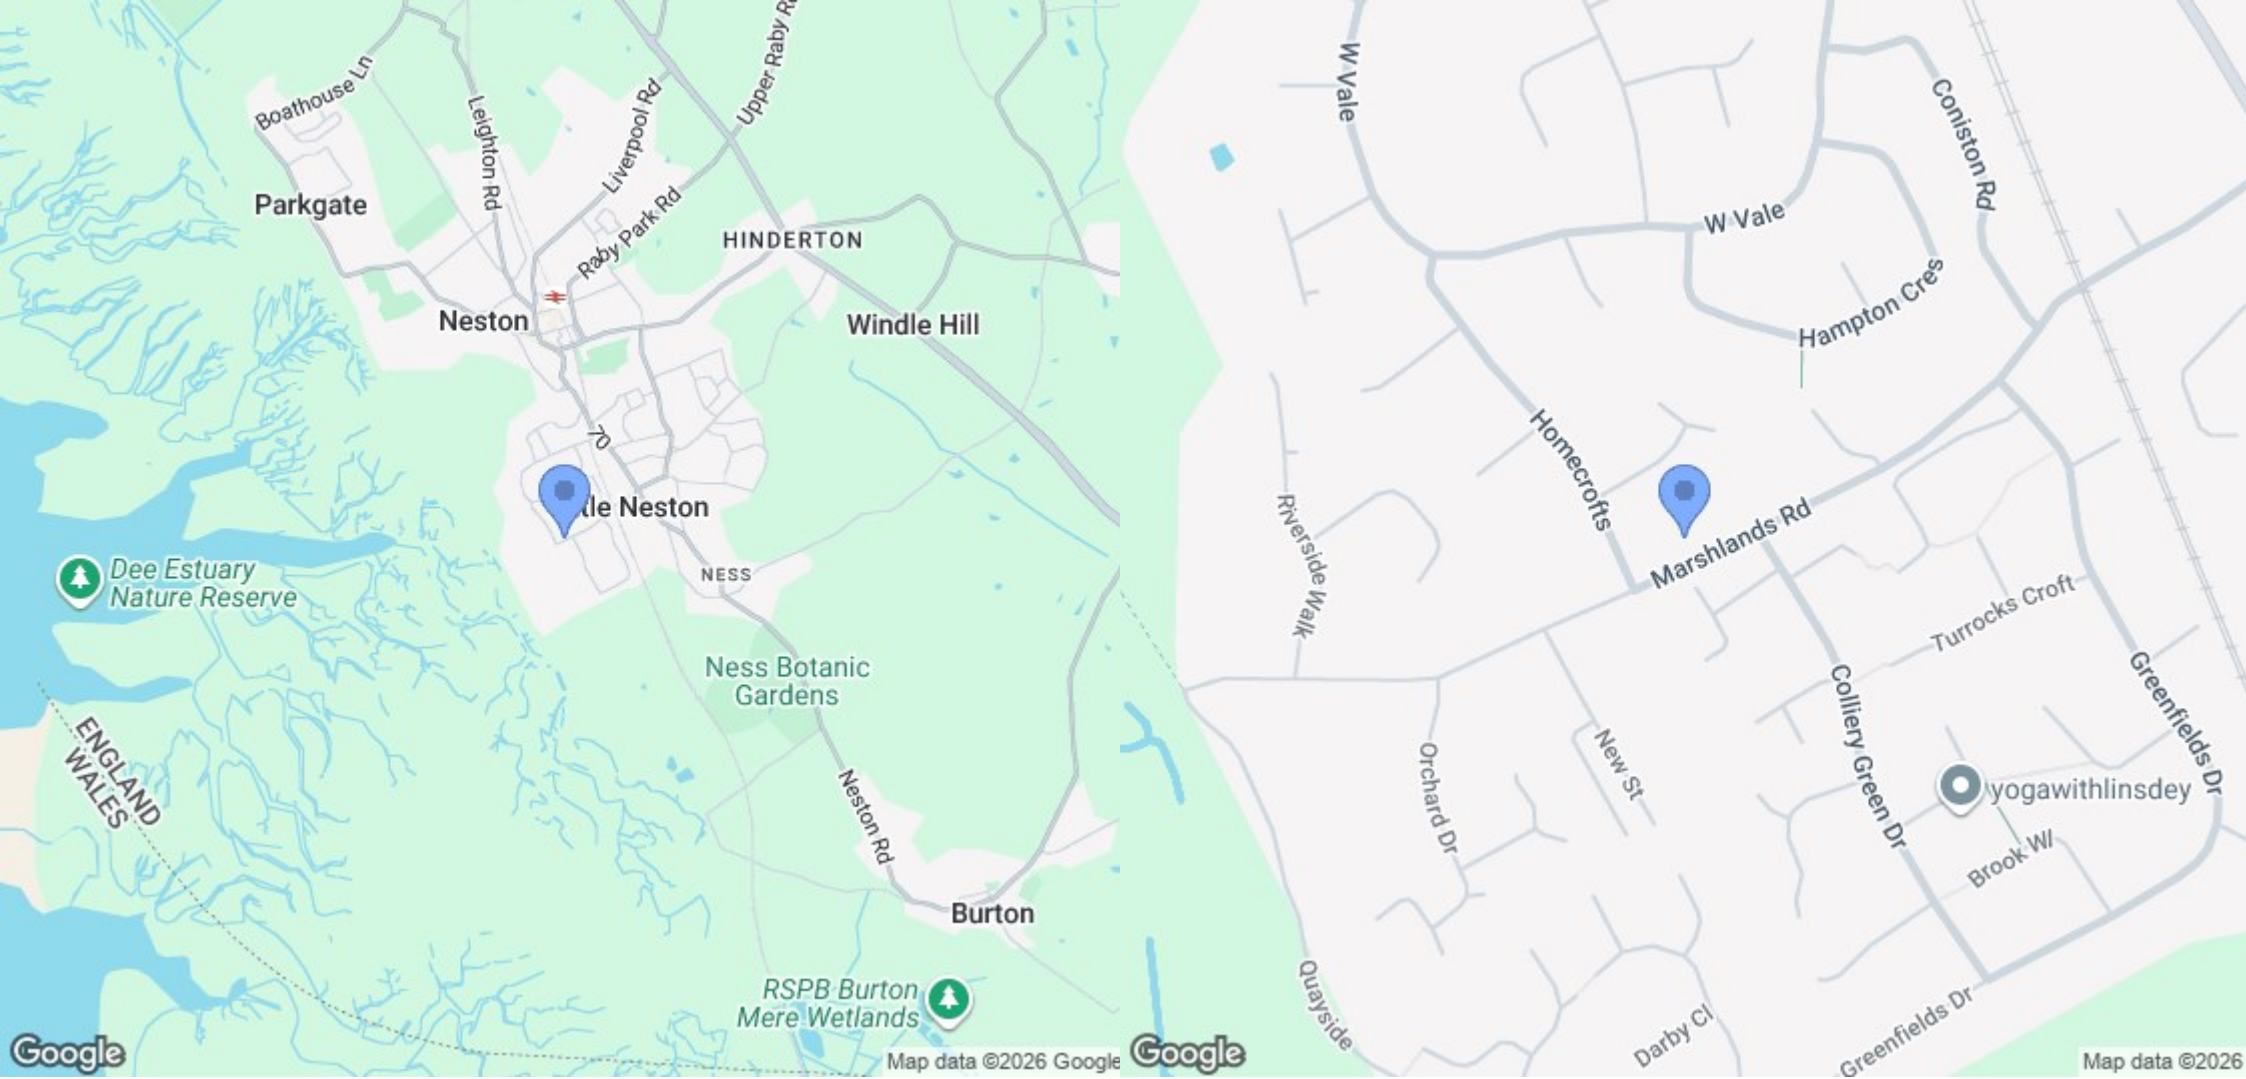 Boathouse Ln
Leighton Rd
Liverpool Rd
Upper Raby R
Parkgate
Raby Park Rd
HINDERTON
Neston
Windle Hill
70
tle Neston
Dee Estuary
Nature Reserve
NESS
Ness Botanic
Gardens
ENGLAND
WALES
Neston Rd
Burton
RSPB Burton
Mere Wetlands
Google
Map data ©2026 Google
W Vale
Coniston Rd
W Vale
Hampton Cres
Homecrofts
Riverside Walk
Marshlands Rd
Turrocks Croft
Greenfields Dr
Colliery Green Dr
New St
Orchard Dr
yogawithlinsdey
Brook W
Quayside
Darby Cl
Greenfields Dr
Google
Map data ©2026